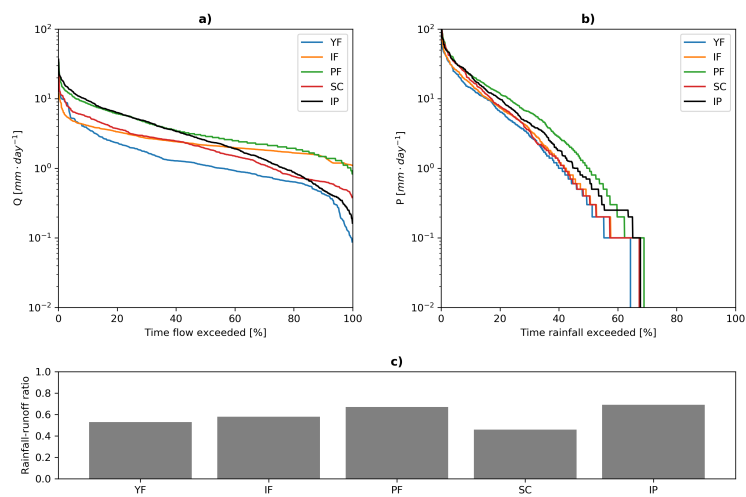 a)
10²
10¹
10⁰
10⁻¹
10⁻²
Q [mm · day⁻¹]
0
20
40
60
80
100
Time flow exceeded [%]
YF
IF
PF
SC
IP
b)
10²
10¹
10⁰
10⁻¹
10⁻²
P [mm · day⁻¹]
0
20
40
60
80
100
Time rainfall exceeded [%]
YF
IF
PF
SC
IP
c)
1.0
0.8
0.6
0.4
0.2
0.0
Rainfall-runoff ratio
YF
IF
PF
SC
IP